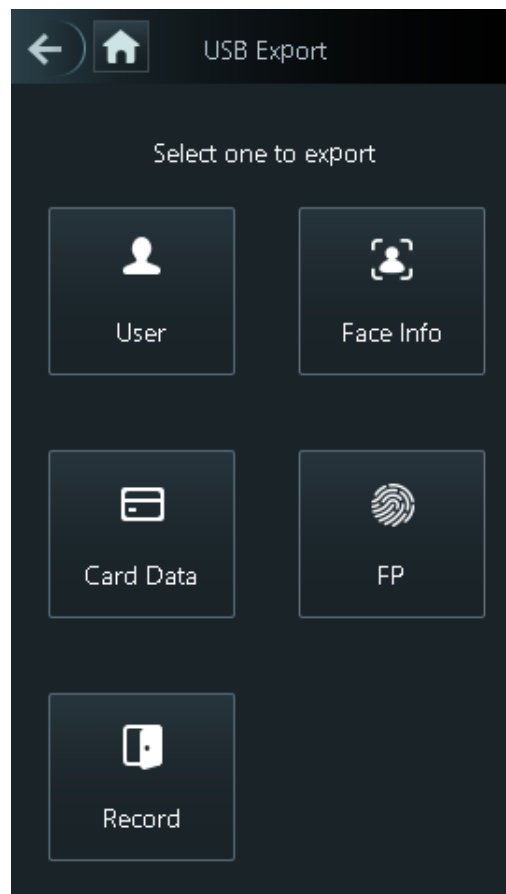 USB Export
Select one to export
User
Face Info
Card Data
FP
Record